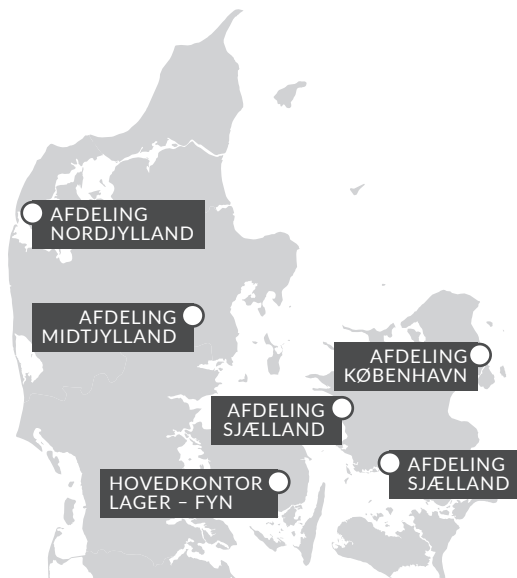 AFDELING
NORDJYLLAND
AFDELING
MIDTJYLLAND
AFDELING
KØBENHAVN
AFDELING
SJÆLLAND
AFDELING
SJÆLLAND
HOVEDKONTOR
LAGER – FYN